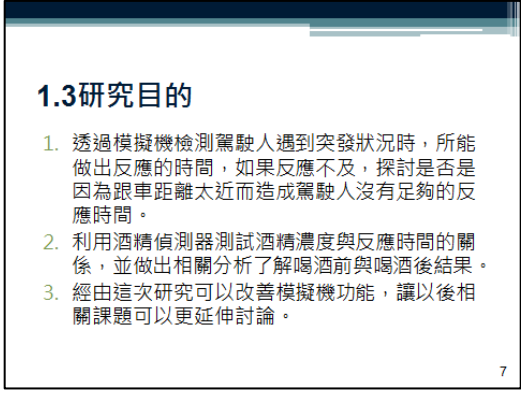 1.3研究目的
1. 透過模擬機檢測駕駛人遇到突發狀況時，所能
做出反應的時間，如果反應不及，探討是否是
因為跟車距離太近而造成駕駛人沒有足夠的反
應時間。
2. 利用酒精偵測器測試酒精濃度與反應時間的關
係，並做出相關分析了解喝酒前與喝酒後結果。
3. 經由這次研究可以改善模擬機功能，讓以後相
關課題可以更延伸討論。
7